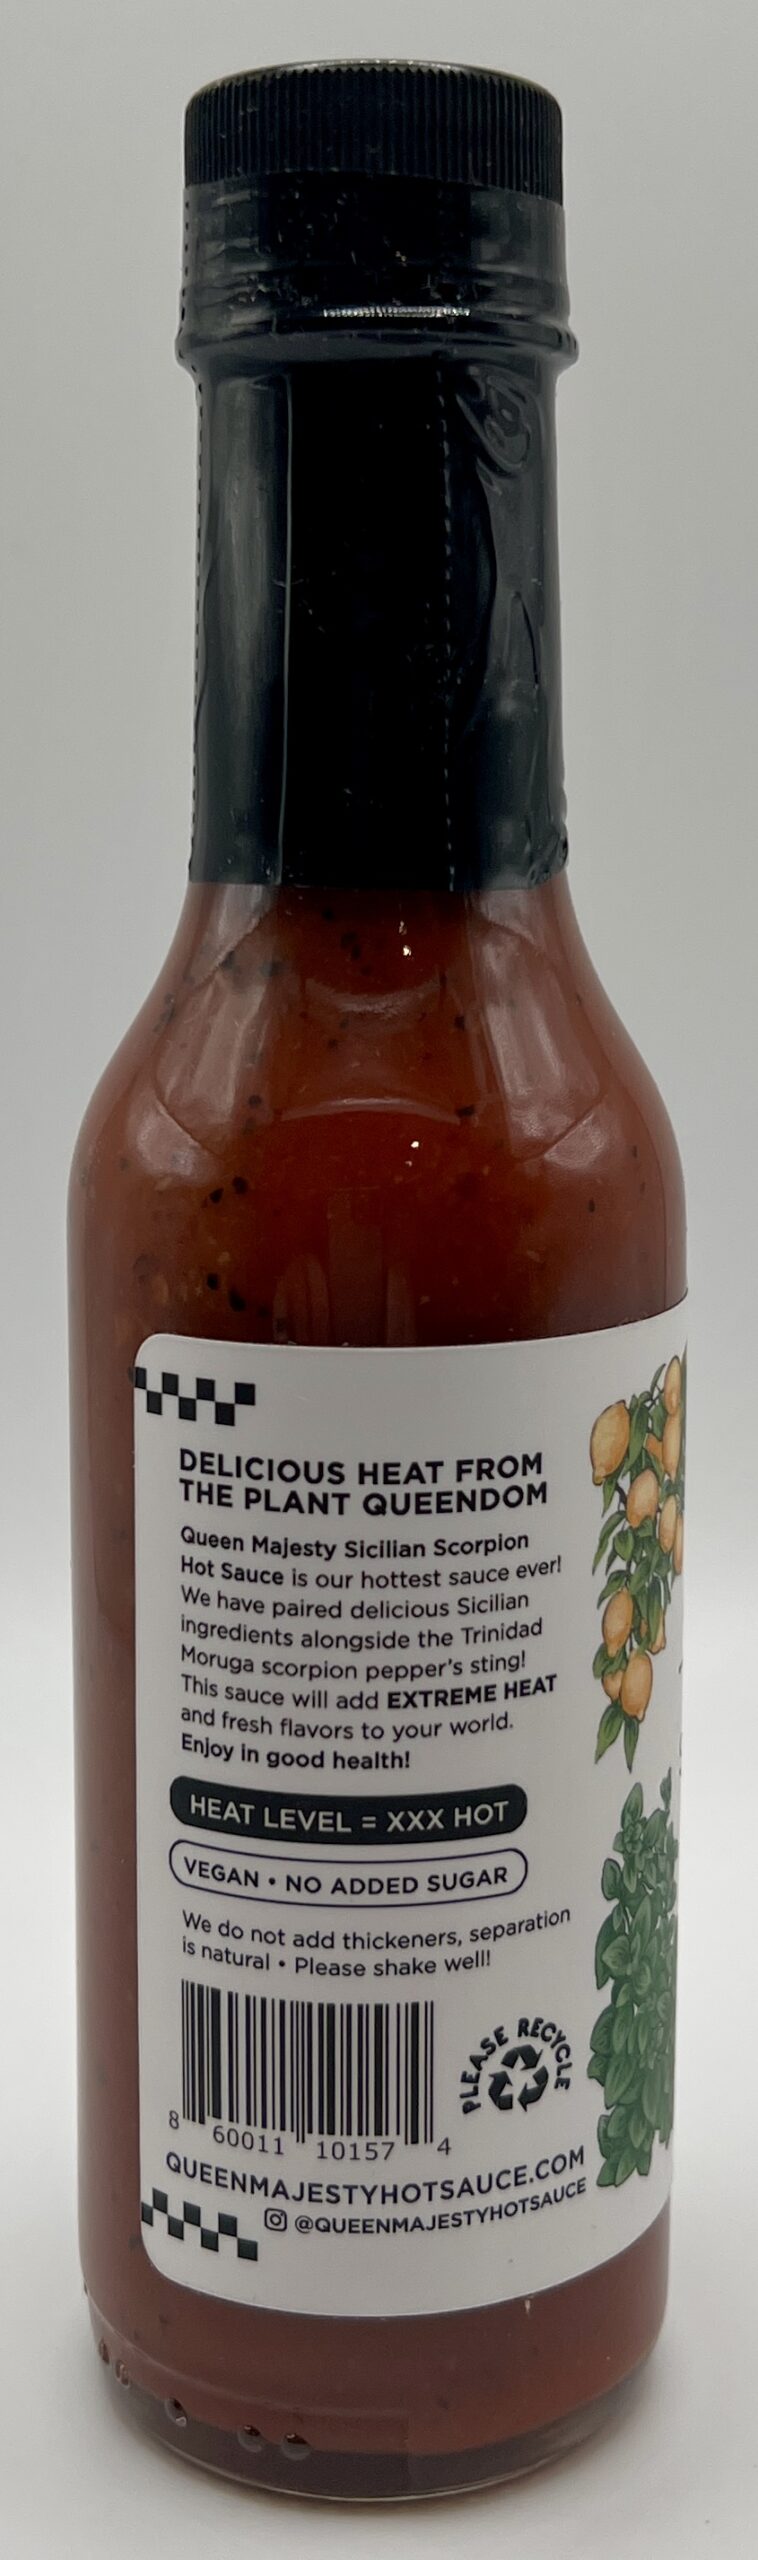 DELICIOUS HEAT FROM
THE PLANT QUEENDOM
Queen Majesty Sicilian Scorpion
Hot Sauce is our hottest sauce ever!
We have paired delicious Sicilian
ingredients alongside the Trinidad
Moruga scorpion pepper's sting!
This sauce will add EXTREME HEAT
and fresh flavors to your world.
Enjoy in good health!
HEAT LEVEL = XXX HOT
VEGAN • NO ADDED SUGAR
We do not add thickeners, separation
is natural • Please shake well!
PLEASE RECYCLE
8 60011 10157 4
QUEENMAJESTYHOTSAUCE.COM
@QUEENMAJESTYHOTSAUCE